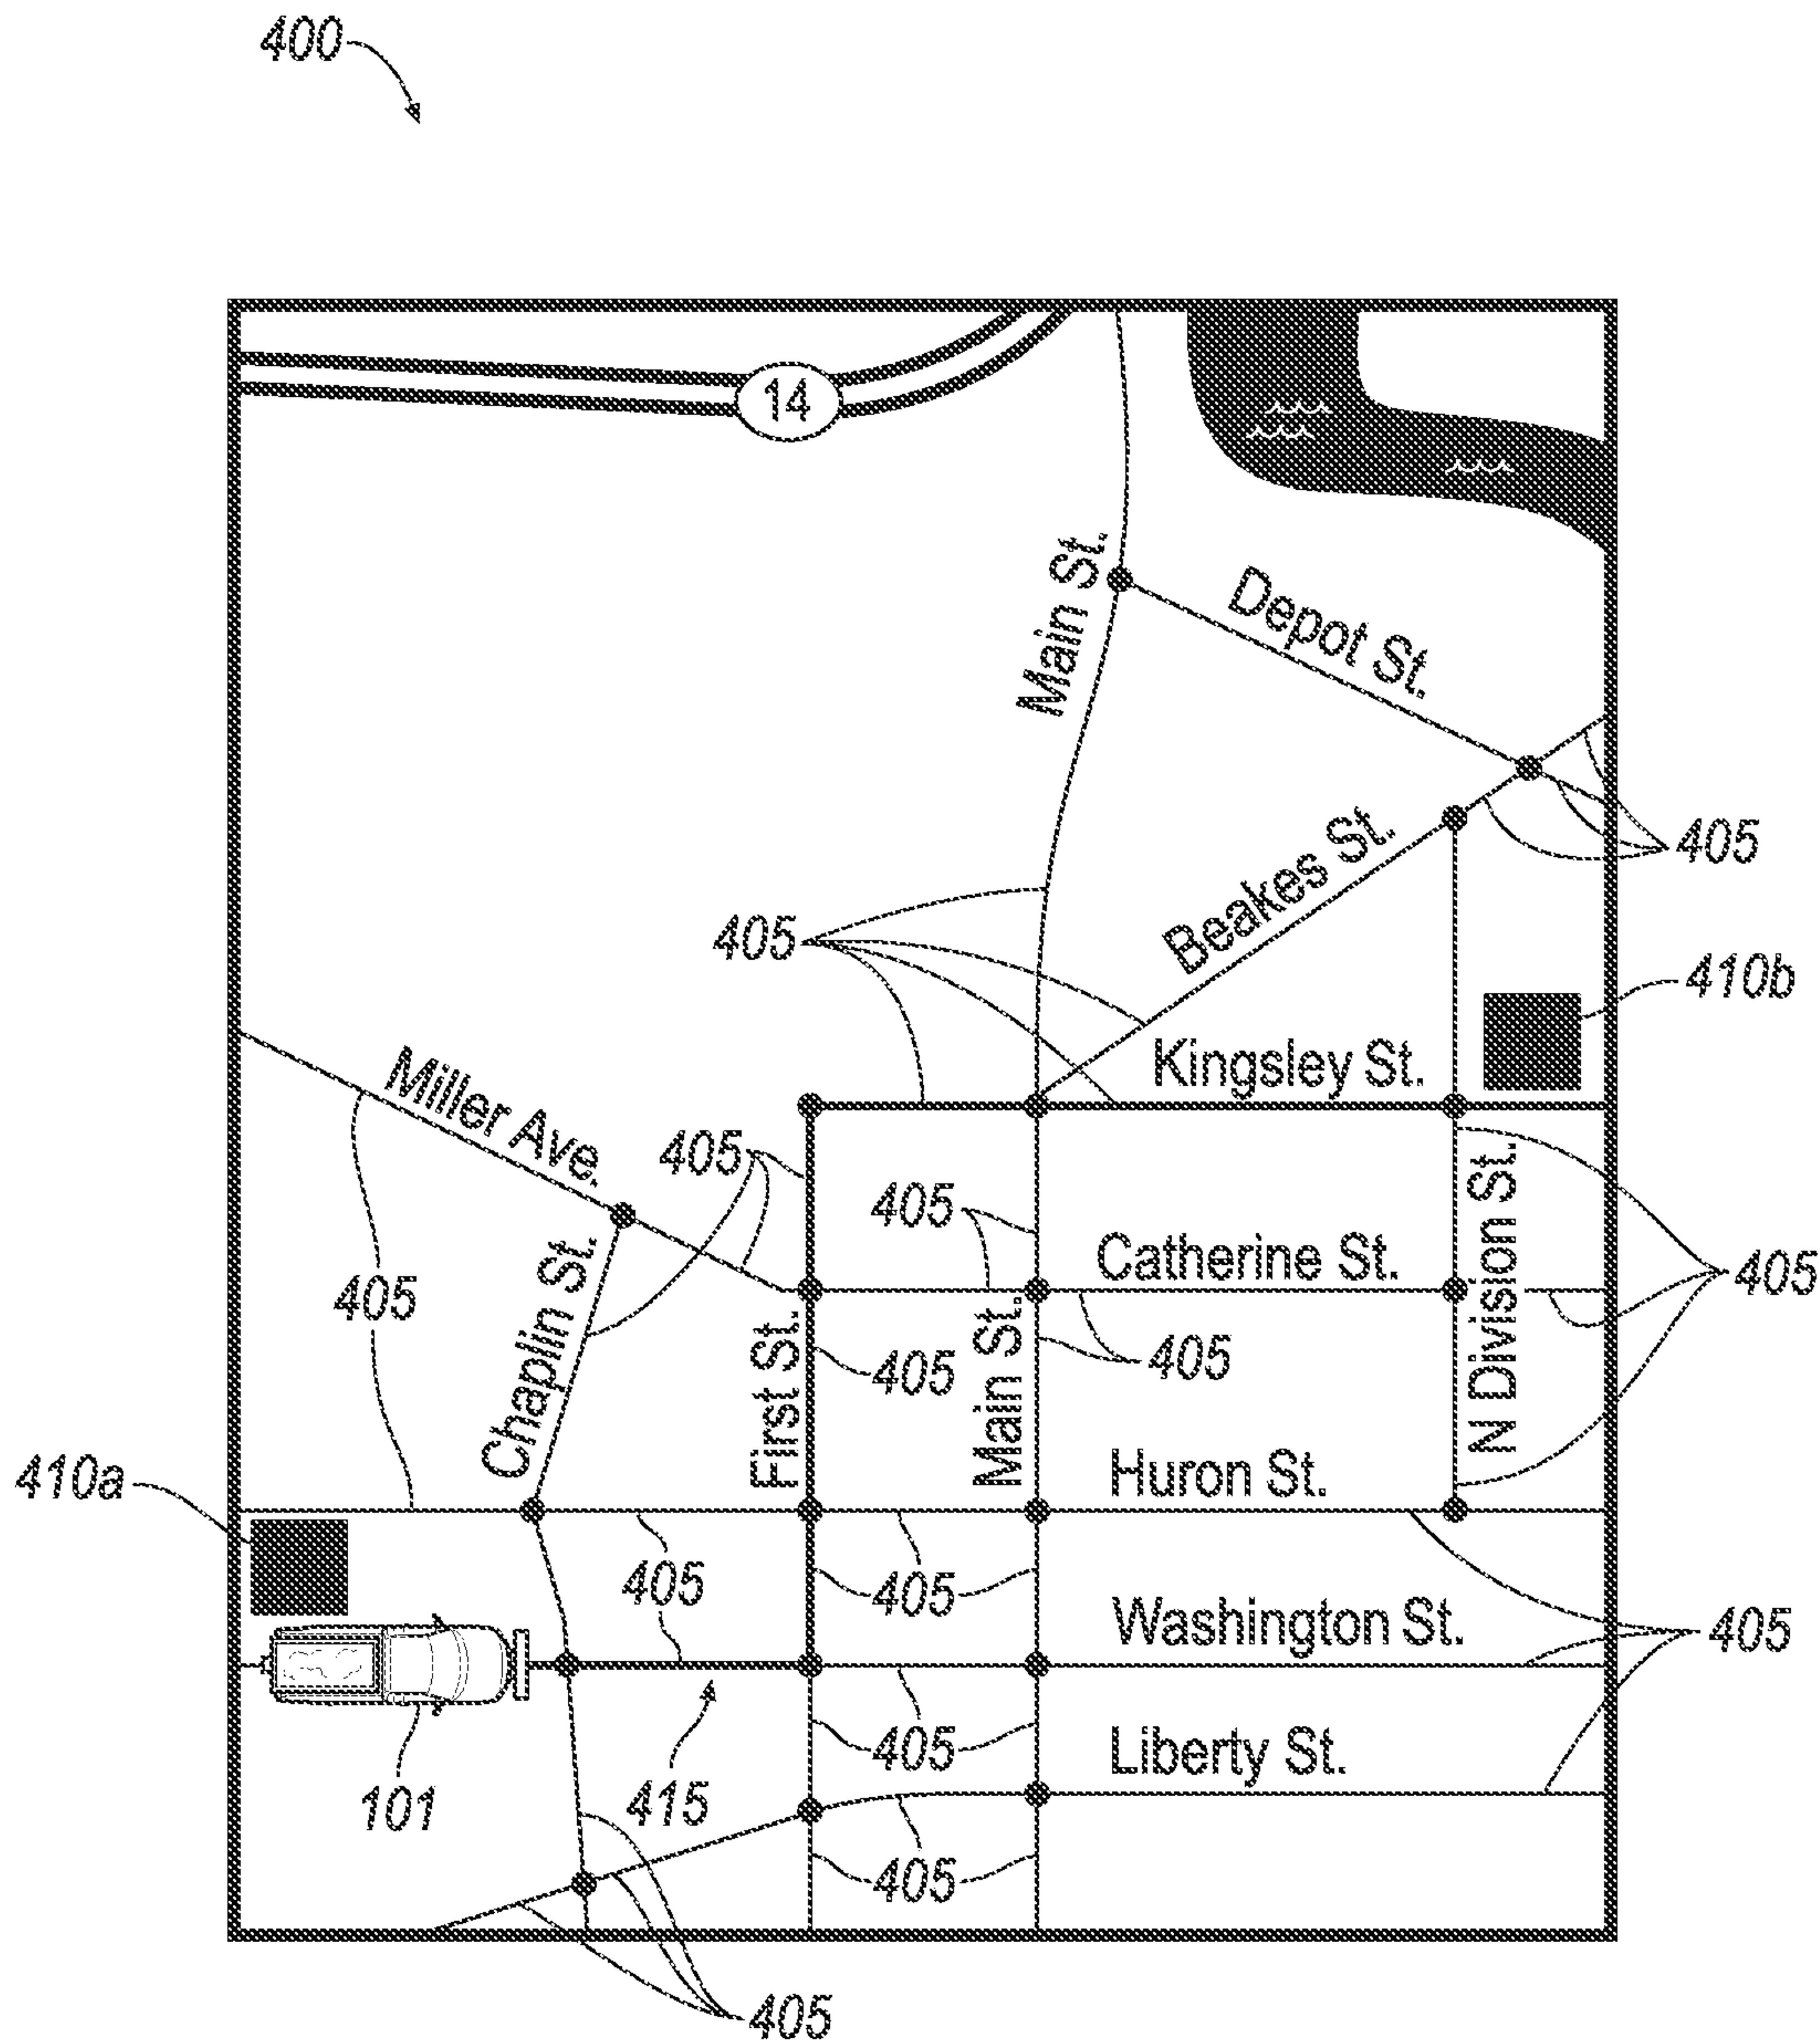 400
14
Main St.
Depot St.
405
Beakes St.
405
410b
Kingsley St.
Miller Ave.
405
405
Catherine St.
405
405
Chaplin St.
First St.
405
Main St.
405
N Division St.
410a
Huron St.
405
405
Washington St.
405
101
415
405
Liberty St.
405
405